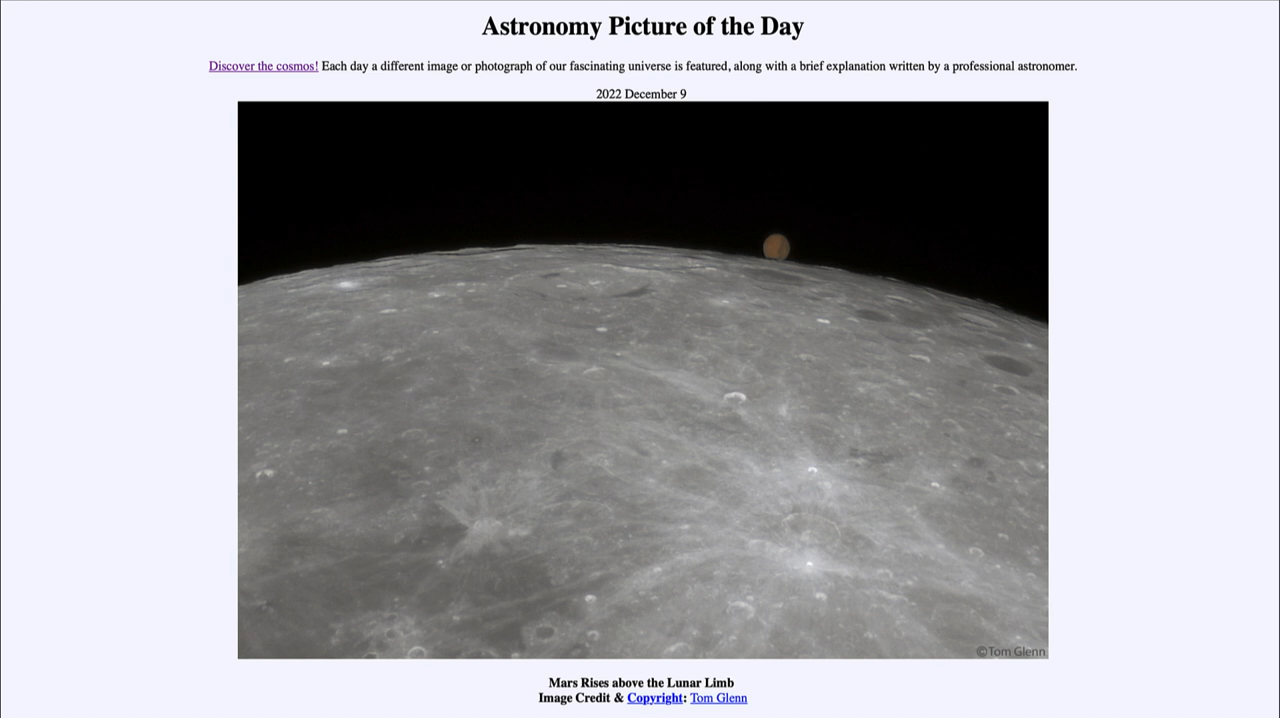 Astronomy Picture of the Day
Discover the cosmos! Each day a different image or photograph of our fascinating universe is featured, along with a brief explanation written by a professional astronomer.
2022 December 9
©Tom Glenn
Mars Rises above the Lunar Limb
Image Credit & Copyright: Tom Glenn